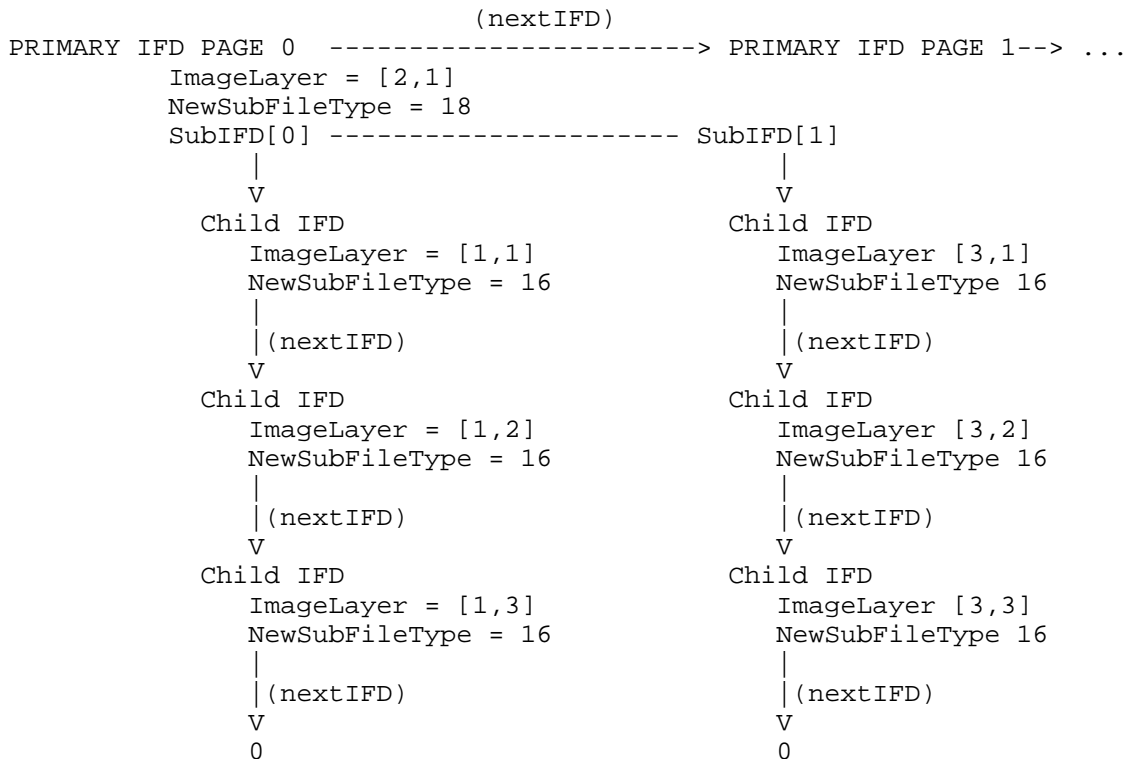 (nextIFD)
PRIMARY IFD PAGE 0 -----------------------> PRIMARY IFD PAGE 1--> ...
ImageLayer = [2,1]
NewSubFileType = 18
SubIFD[0] ---------------------- SubIFD[1]
| |
V V
Child IFD Child IFD
ImageLayer = [1,1] ImageLayer [3,1]
NewSubFileType = 16 NewSubFileType 16
| |
|(nextIFD) |(nextIFD)
V V
Child IFD Child IFD
ImageLayer = [1,2] ImageLayer [3,2]
NewSubFileType = 16 NewSubFileType 16
| |
|(nextIFD) |(nextIFD)
V V
Child IFD Child IFD
ImageLayer = [1,3] ImageLayer [3,3]
NewSubFileType = 16 NewSubFileType 16
| |
|(nextIFD) |(nextIFD)
V V
0 0